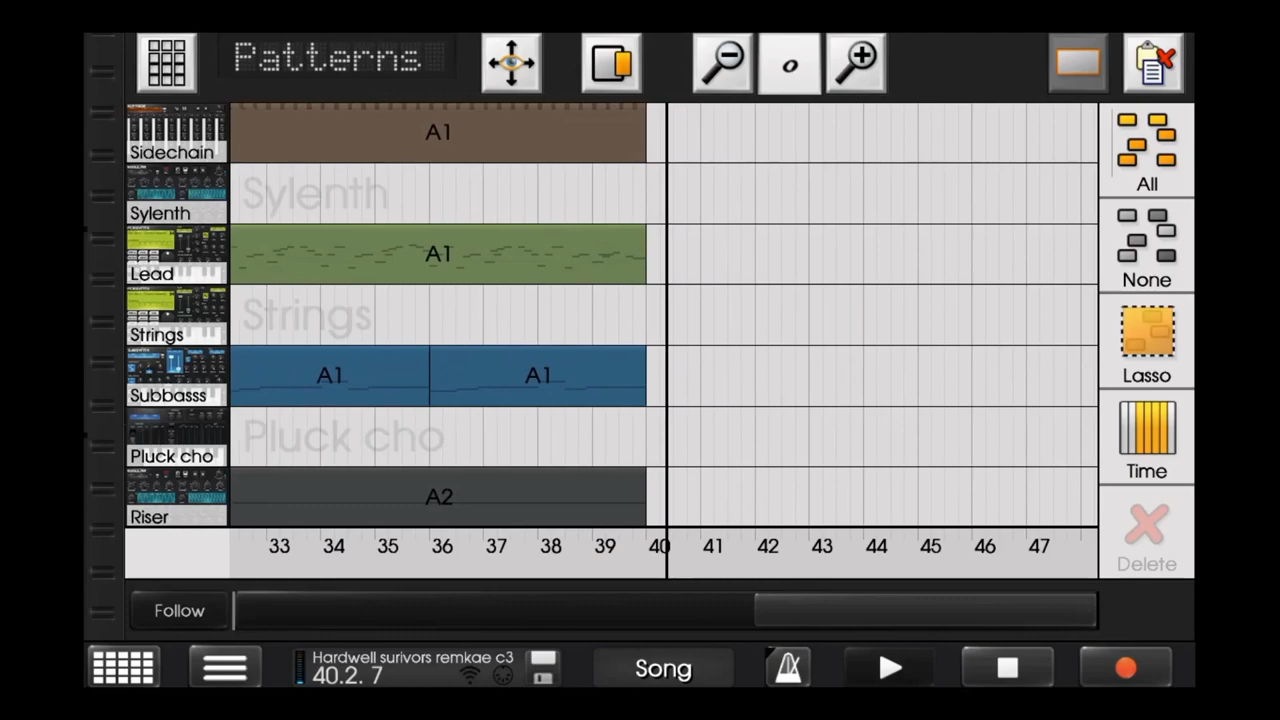 Patterns
o
A1
Sidechain
All
Sylenth
Sylenth
A1
Lead
None
Strings
Strings
Lasso
A1 A1
Subbasss
Pluck cho
Pluck cho
Time
A2
Riser
33 34 35 36 37 38 39 40 41 42 43 44 45 46 47
Delete
Follow
Hardwell surivors remkae c3
40.2. 7
Song